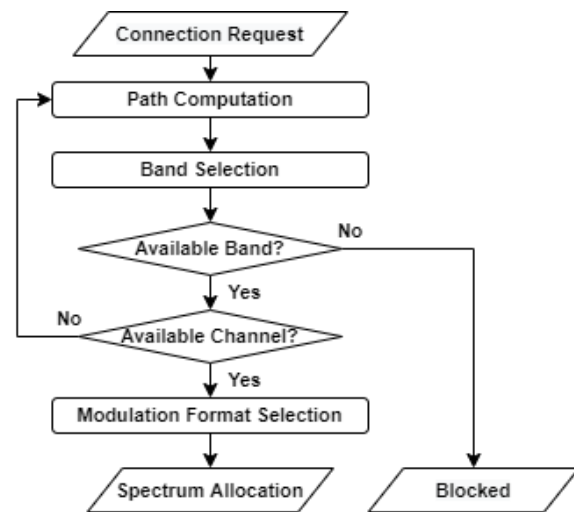 Connection Request
Path Computation
Band Selection
Available Band?
No
Yes
No
Available Channel?
Yes
Modulation Format Selection
Spectrum Allocation
Blocked